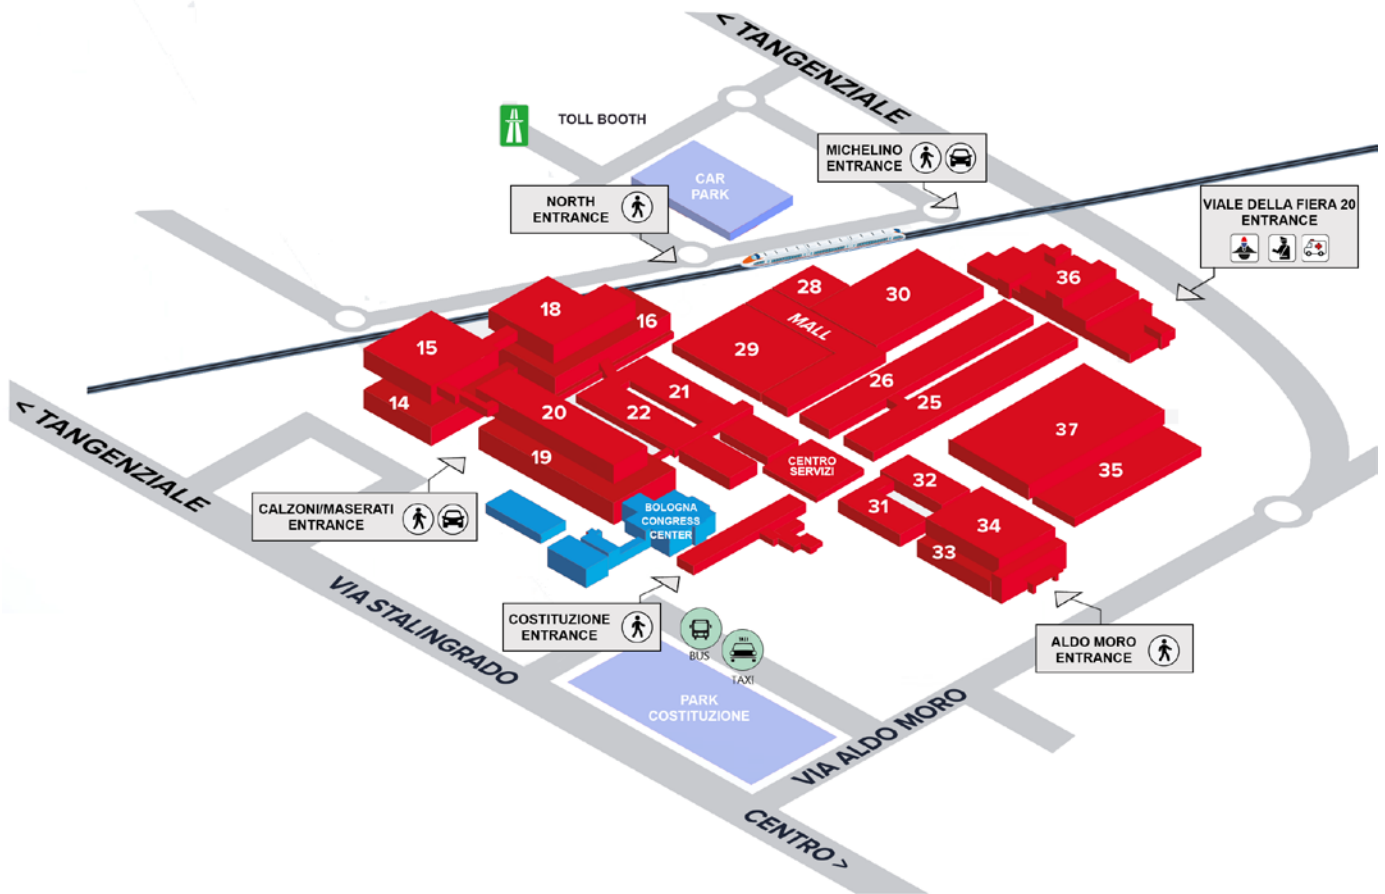 < TANGENZIALE
TOLL BOOTH
MICHELINO
ENTRANCE
CAR
PARK
NORTH
ENTRANCE
VIALE DELLA FIERA 20
ENTRANCE
36
28
30
18
16
MALL
15
29
26
21
25
14
20
22
37
19
CENTRO
SERVIZI
35
32
31
34
33
< TANGENZIALE
CALZONI/MASERATI
ENTRANCE
BOLOGNA
CONGRESS
CENTER
VIA STALINGRADO
COSTITUZIONE
ENTRANCE
BUS
TAXI
TAXI
ALDO MORO
ENTRANCE
PARK
COSTITUZIONE
VIA ALDO MORO
CENTRO >